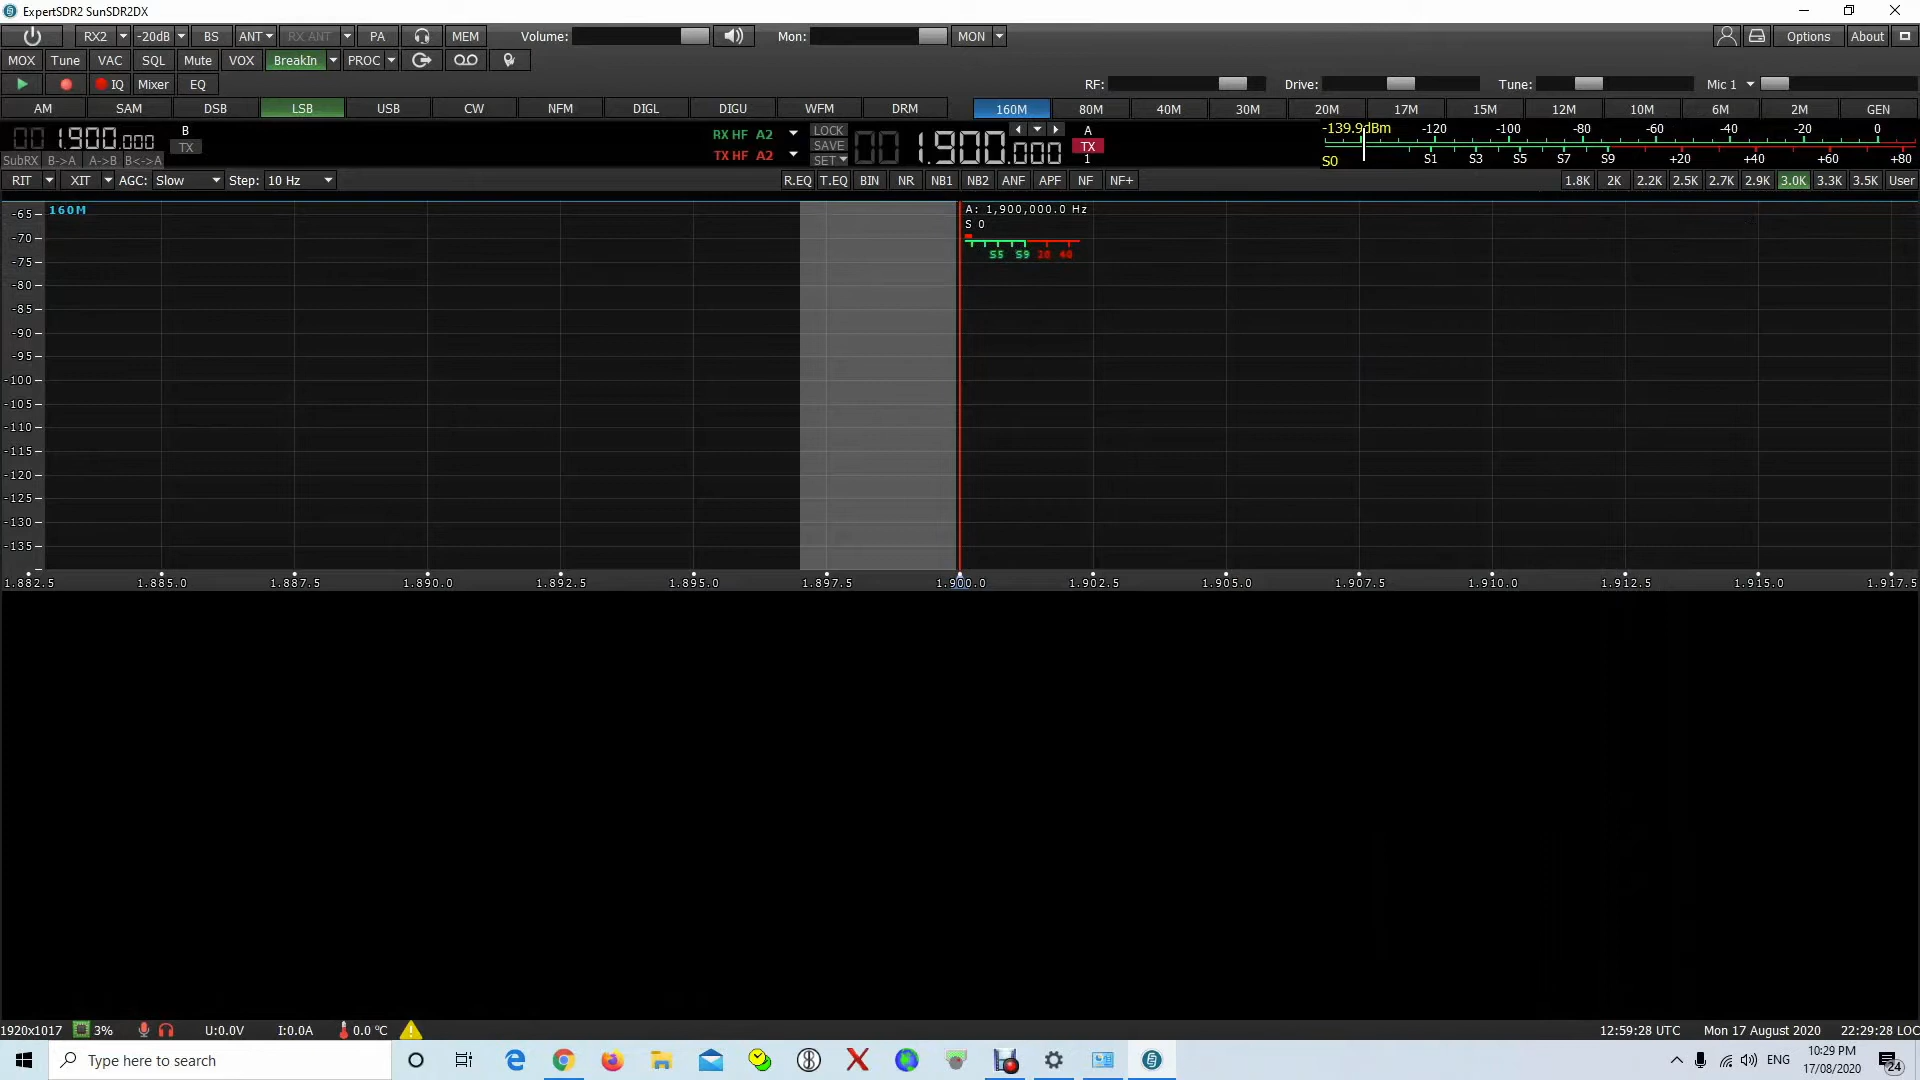 ExpertSDR2 SunSDR2DX
RX2 -20dB BS ANT RX ANT PA MEM Volume: Mon: MON Options About
MOX Tune VAC SQL Mute VOX BreakIn PROC
IQ Mixer EQ RF: Drive: Tune: Mic 1
AM SAM DSB LSB USB CW NFM DIGL DIGU WFM DRM 160M 80M 40M 30M 20M 17M 15M 12M 10M 6M 2M GEN
00 1.900.000 B TX
SubRX B->A A->B B<->A
RX HF A2
TX HF A2
LOCK
SAVE
SET
00 1.900.000
A
TX
1
-139.9dBm -120 -100 -80 -60 -40 -20 0
S0 S1 S3 S5 S7 S9 +20 +40 +60 +80
RIT XIT AGC: Slow Step: 10 Hz R.EQ T.EQ BIN NR NB1 NB2 ANF APF NF NF+ 1.8K 2K 2.2K 2.5K 2.7K 2.9K 3.0K 3.3K 3.5K User
160M
A: 1,900,000.0 Hz
S 0
S5 S9 20 40
-65
-70
-75
-80
-85
-90
-95
-100
-105
-110
-115
-120
-125
-130
-135
1.882.5 1.885.0 1.887.5 1.890.0 1.892.5 1.895.0 1.897.5 1.900.0 1.902.5 1.905.0 1.907.5 1.910.0 1.912.5 1.915.0 1.917.5
1920x1017 3% U:0.0V I:0.0A 0.0 °C 12:59:28 UTC Mon 17 August 2020 22:29:28 LOC
Type here to search ENG 10:29 PM
17/08/2020 24